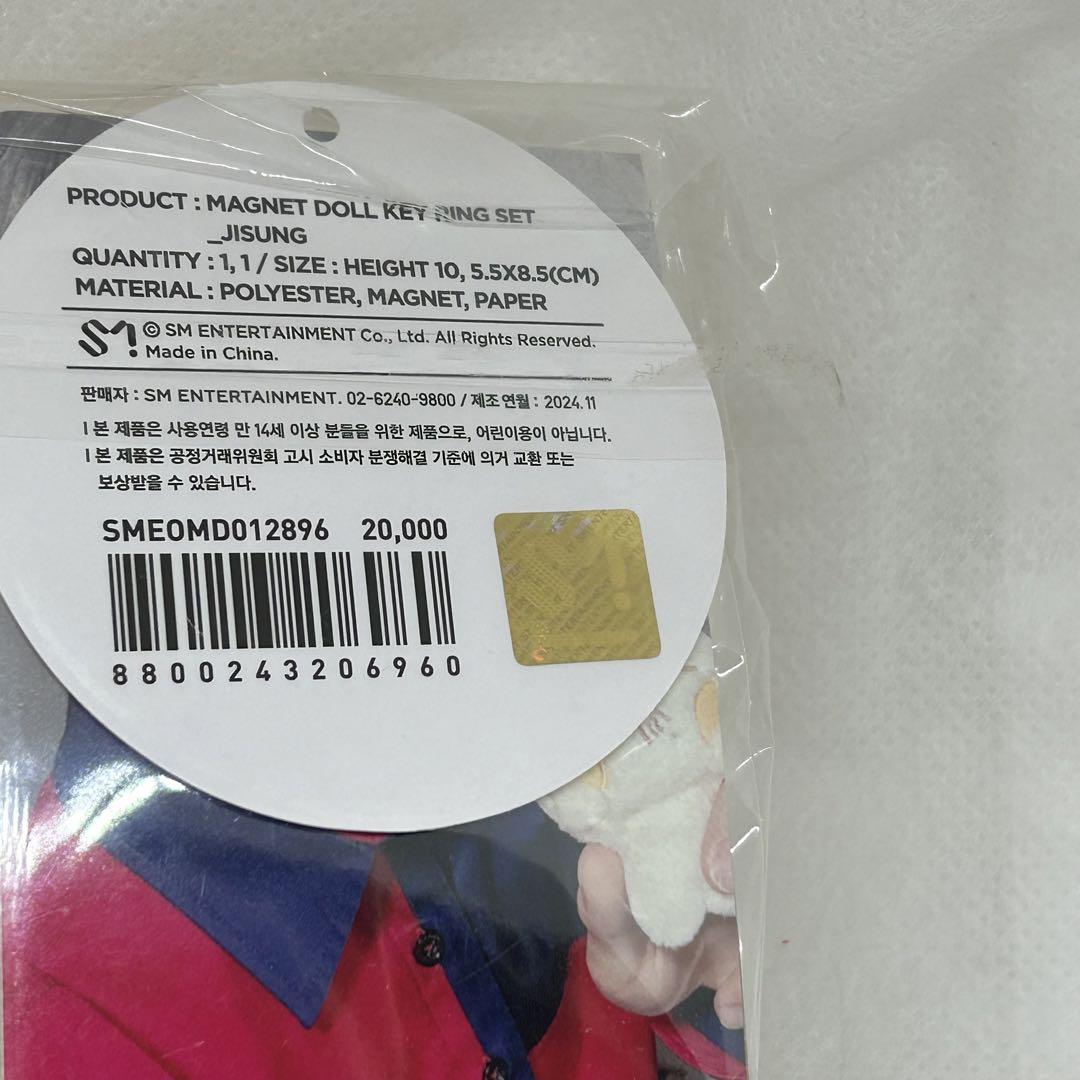 PRODUCT : MAGNET DOLL KEY RING SET
_JISUNG
QUANTITY : 1, 1 / SIZE : HEIGHT 10, 5.5X8.5(CM)
MATERIAL : POLYESTER, MAGNET, PAPER
SM! © SM ENTERTAINMENT Co., Ltd. All Rights Reserved.
Made in China.
판매자 : SM ENTERTAINMENT. 02-6240-9800 / 제조연월 : 2024.11
l 본 제품은 사용연령 만 14세 이상 분들을 위한 제품으로, 어린이용이 아닙니다.
l 본 제품은 공정거래위원회 고시 소비자 분쟁해결 기준에 의거 교환 또는
보상받을 수 있습니다.
SMEOMD012896 20,000
8800243206960